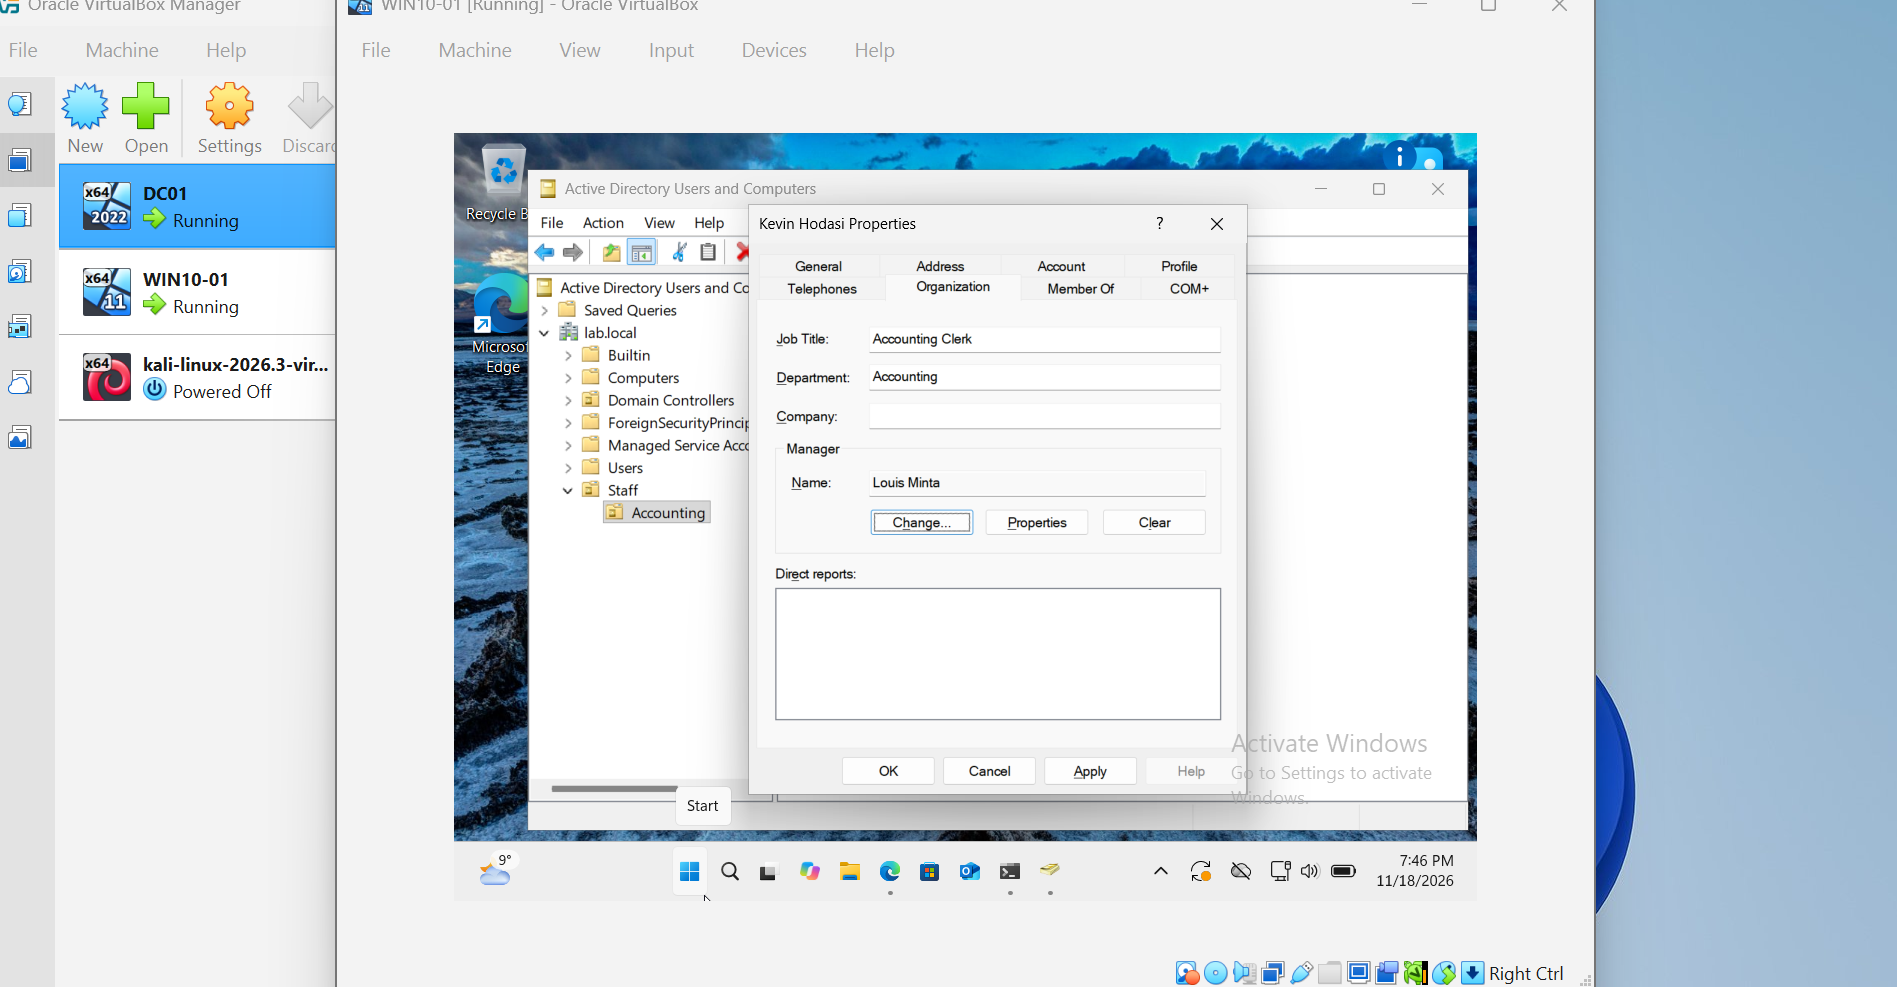 Oracle VirtualBox Manager
File Machine Help
New Open Settings Discard
x64 2022 DC01
Running
x64 11 WIN10-01
Running
x64 kali-linux-2026.3-vir...
Powered Off
WIN10-01 [Running] - Oracle VirtualBox
File Machine View Input Devices Help
Recycle B
Microsof
Edge
Active Directory Users and Computers
File Action View Help
Active Directory Users and Co
Saved Queries
lab.local
Builtin
Computers
Domain Controllers
ForeignSecurityPrincip
Managed Service Acc
Users
Staff
Accounting
Kevin Hodasi Properties
General Address Account Profile
Telephones Organization Member Of COM+
Job Title: Accounting Clerk
Department: Accounting
Company:
Manager
Name: Louis Minta
Change... Properties Clear
Direct reports:
OK Cancel Apply Help
Activate Windows
Go to Settings to activate
Windows.
Start
9°
7:46 PM
11/18/2026
Right Ctrl